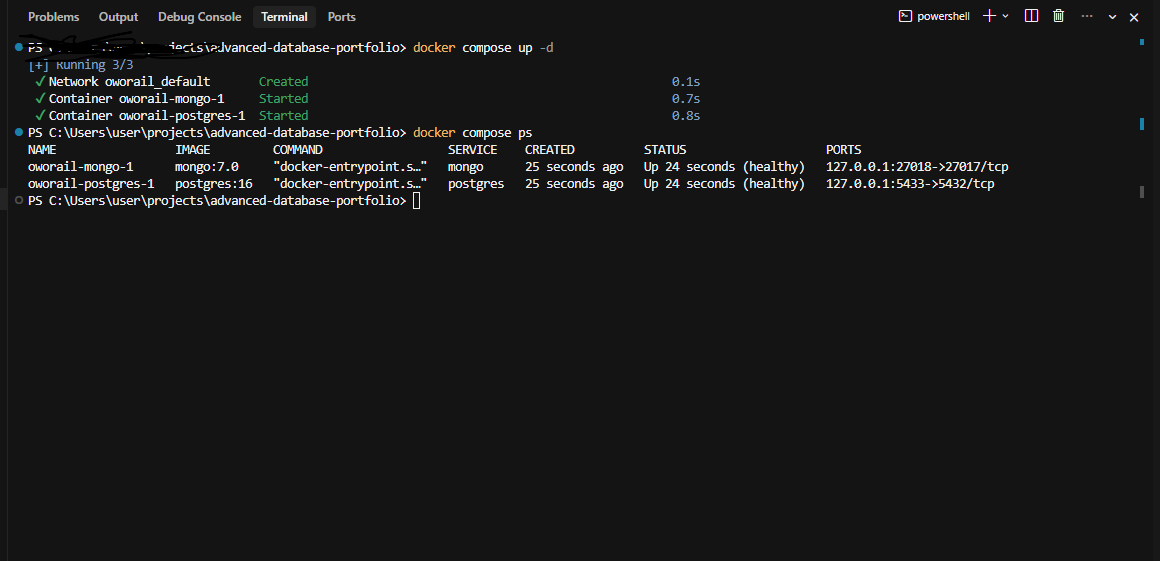 Problems Output Debug Console Terminal Ports powershell
PS projects\advanced-database-portfolio> docker compose up -d
[+] Running 3/3
✓ Network oworail_default Created 0.1s
✓ Container oworail-mongo-1 Started 0.7s
✓ Container oworail-postgres-1 Started 0.8s
PS C:\Users\user\projects\advanced-database-portfolio> docker compose ps
NAME IMAGE COMMAND SERVICE CREATED STATUS PORTS
oworail-mongo-1 mongo:7.0 "docker-entrypoint.s…" mongo 25 seconds ago Up 24 seconds (healthy) 127.0.0.1:27018->27017/tcp
oworail-postgres-1 postgres:16 "docker-entrypoint.s…" postgres 25 seconds ago Up 24 seconds (healthy) 127.0.0.1:5433->5432/tcp
PS C:\Users\user\projects\advanced-database-portfolio>